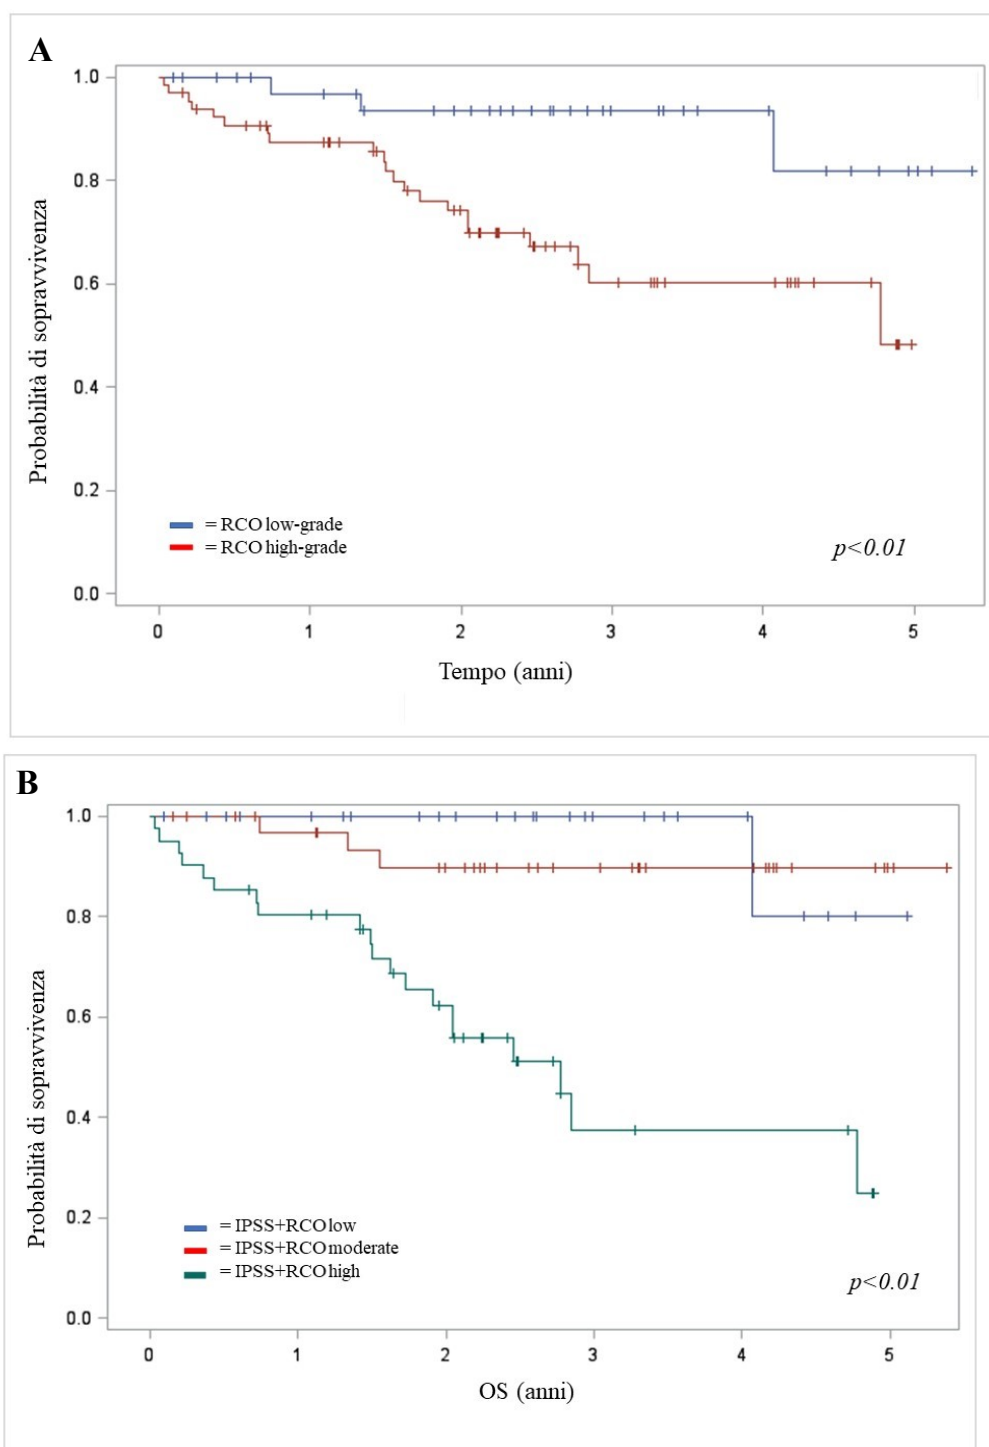 A
1.0
0.8
0.6
0.4
0.2
0.0
Probabilità di sopravvivenza
= RCO low-grade
= RCO high-grade
p<0.01
0 1 2 3 4 5
Tempo (anni)
B
1.0
0.8
0.6
0.4
0.2
0.0
Probabilità di sopravvivenza
= IPSS+RCO low
= IPSS+RCO moderate
= IPSS+RCO high
p<0.01
0 1 2 3 4 5
OS (anni)